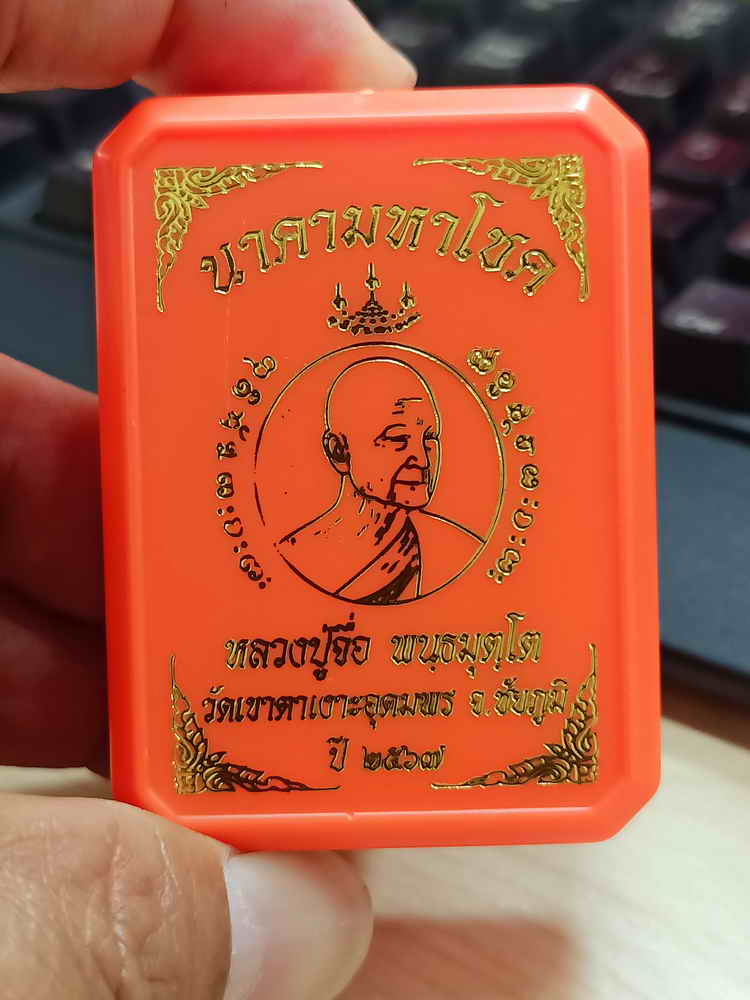 นาคามหาโชค
หลวงปู่จื่อ พนฺธมุตฺโต
วัดเขาตาเงาะอุดมพร จ.ชัยภูมิ
ปี ๒๕๖๗